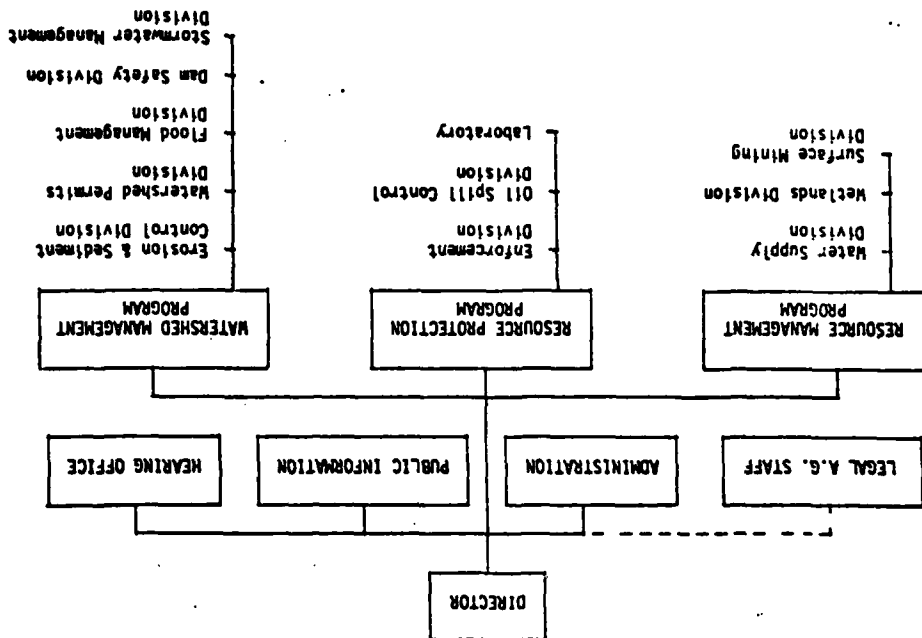 DIRECTOR
LEGAL A.G. STAFF
ADMINISTRATION
PUBLIC INFORMATION
HEARING OFFICE
RESOURCE MANAGEMENT
PROGRAM
Water Supply
Division
Wetlands Division
Surface Mining
Division
RESOURCE PROTECTION
PROGRAM
Enforcement
Division
Oil Spill Control
Division
Laboratory
WATERSHED MANAGEMENT
PROGRAM
Erosion & Sediment
Control Division
Watershed Permits
Division
Flood Management
Division
Dam Safety Division
Stormwater Management
Division